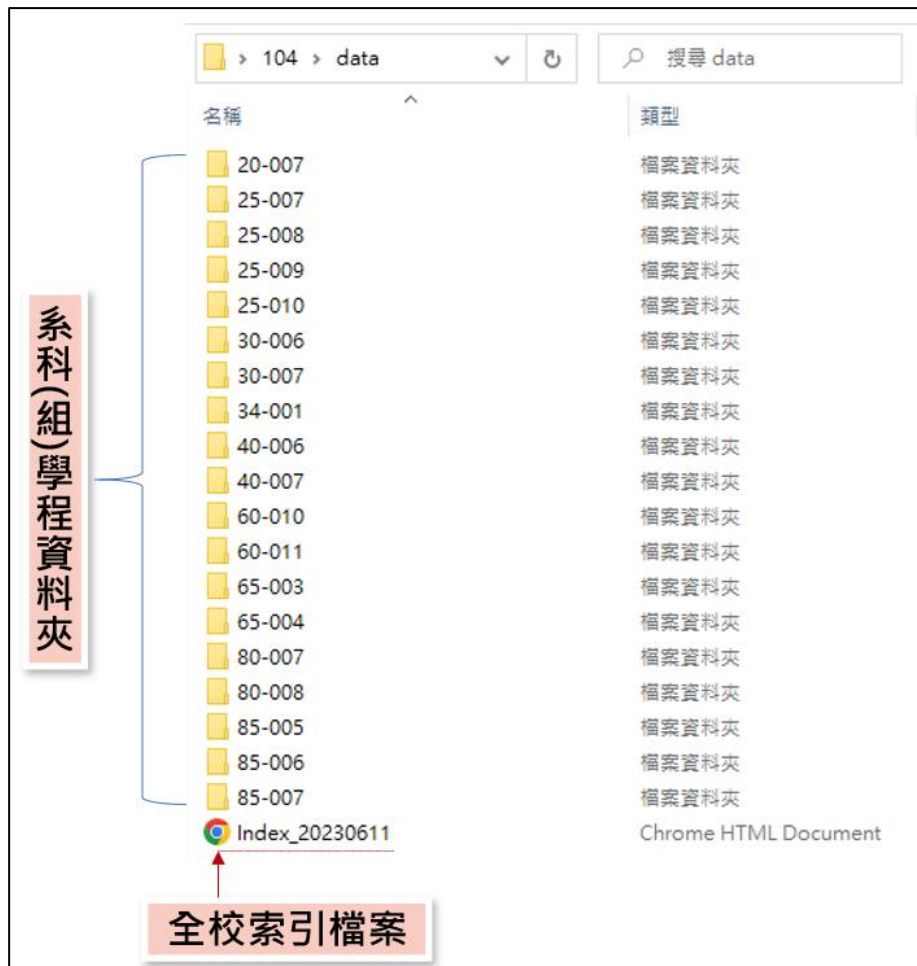 104 > data
搜尋 data
名稱 類型
20-007 檔案資料夾
25-007 檔案資料夾
25-008 檔案資料夾
25-009 檔案資料夾
25-010 檔案資料夾
30-006 檔案資料夾
30-007 檔案資料夾
34-001 檔案資料夾
40-006 檔案資料夾
40-007 檔案資料夾
60-010 檔案資料夾
60-011 檔案資料夾
65-003 檔案資料夾
65-004 檔案資料夾
80-007 檔案資料夾
80-008 檔案資料夾
85-005 檔案資料夾
85-006 檔案資料夾
85-007 檔案資料夾
Index_20230611 Chrome HTML Document
系科(組)學程資料夾
全校索引檔案